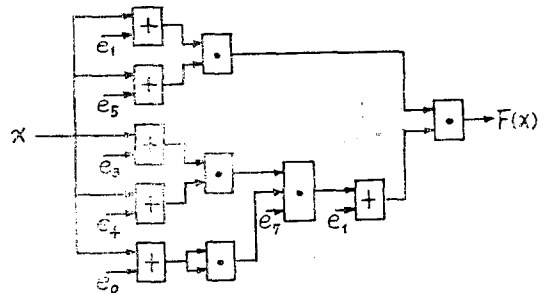 +
e₁
•
+
e₅
x
•
F(x)
+
e₃
•
•
+
e₇
+
e₁
e₄
+
•
e₀